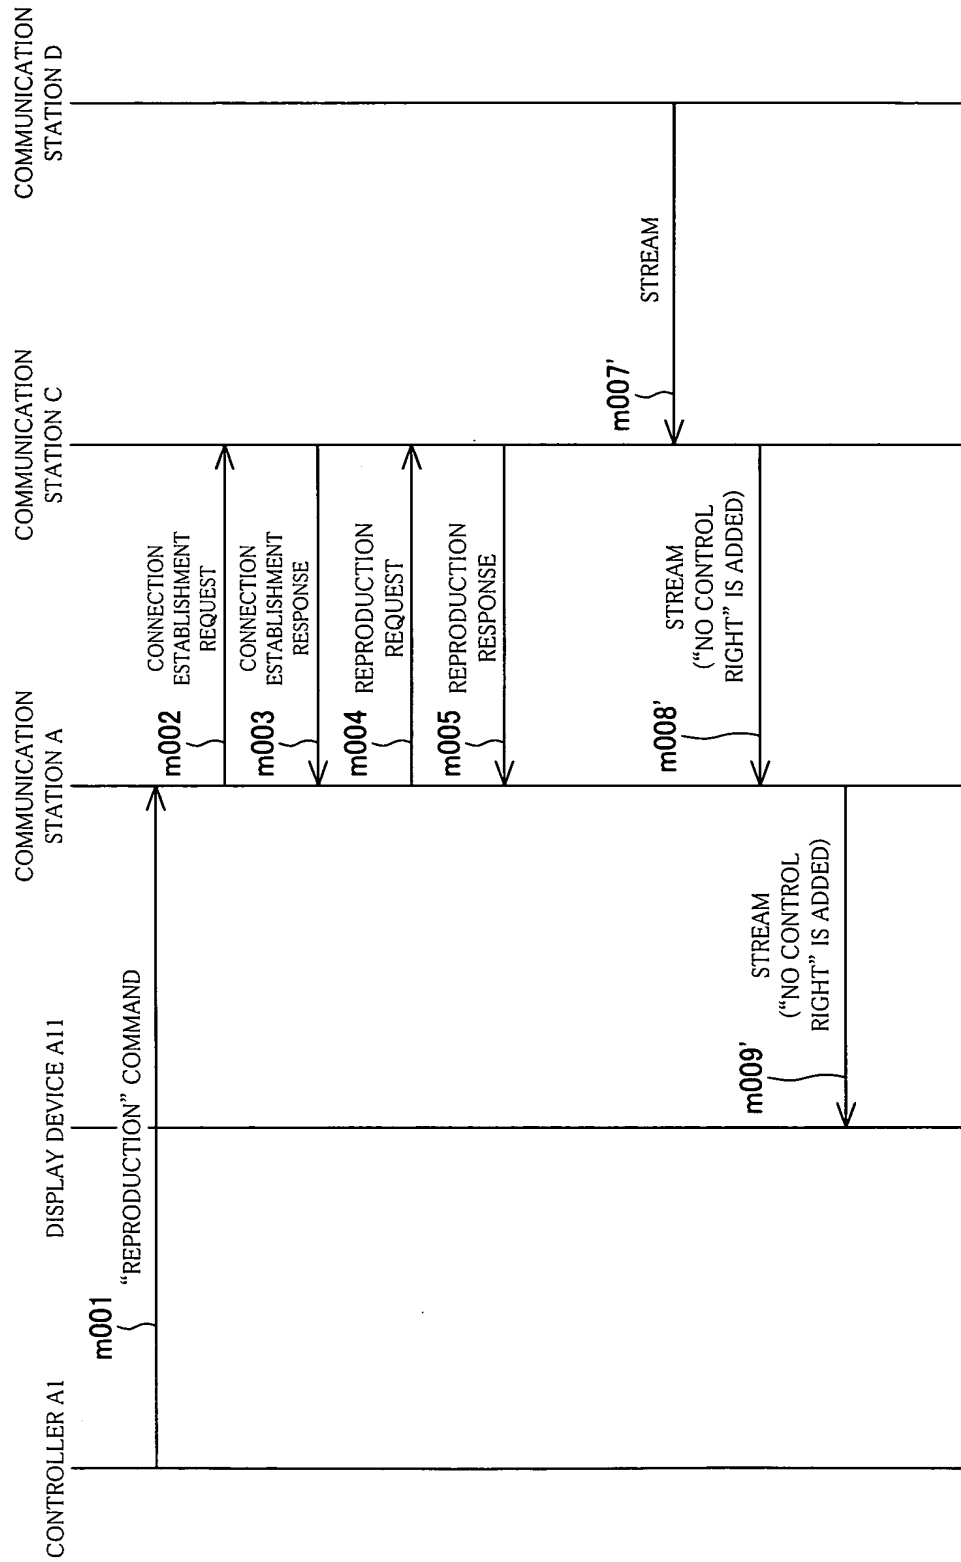 CONTROLLER A1
DISPLAY DEVICE A11
COMMUNICATION
STATION A
COMMUNICATION
STATION C
COMMUNICATION
STATION D
m001
“REPRODUCTION” COMMAND
m002
CONNECTION
ESTABLISHMENT
REQUEST
m003
CONNECTION
ESTABLISHMENT
RESPONSE
m004
REPRODUCTION
REQUEST
m005
REPRODUCTION
RESPONSE
m007'
STREAM
m008'
STREAM
(“NO CONTROL
RIGHT” IS ADDED)
m009'
STREAM
(“NO CONTROL
RIGHT” IS ADDED)